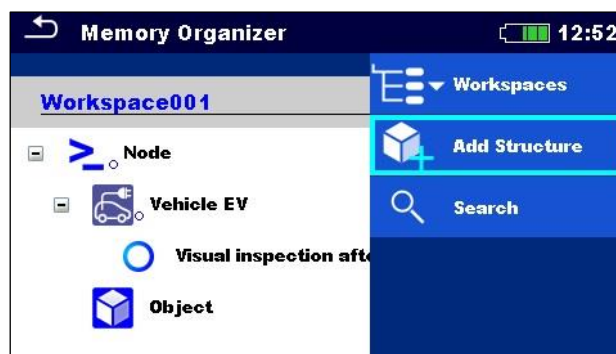 Memory Organizer
12:52
Workspace001
Node
Vehicle EV
Visual inspection afte
Object
Workspaces
Add Structure
Search